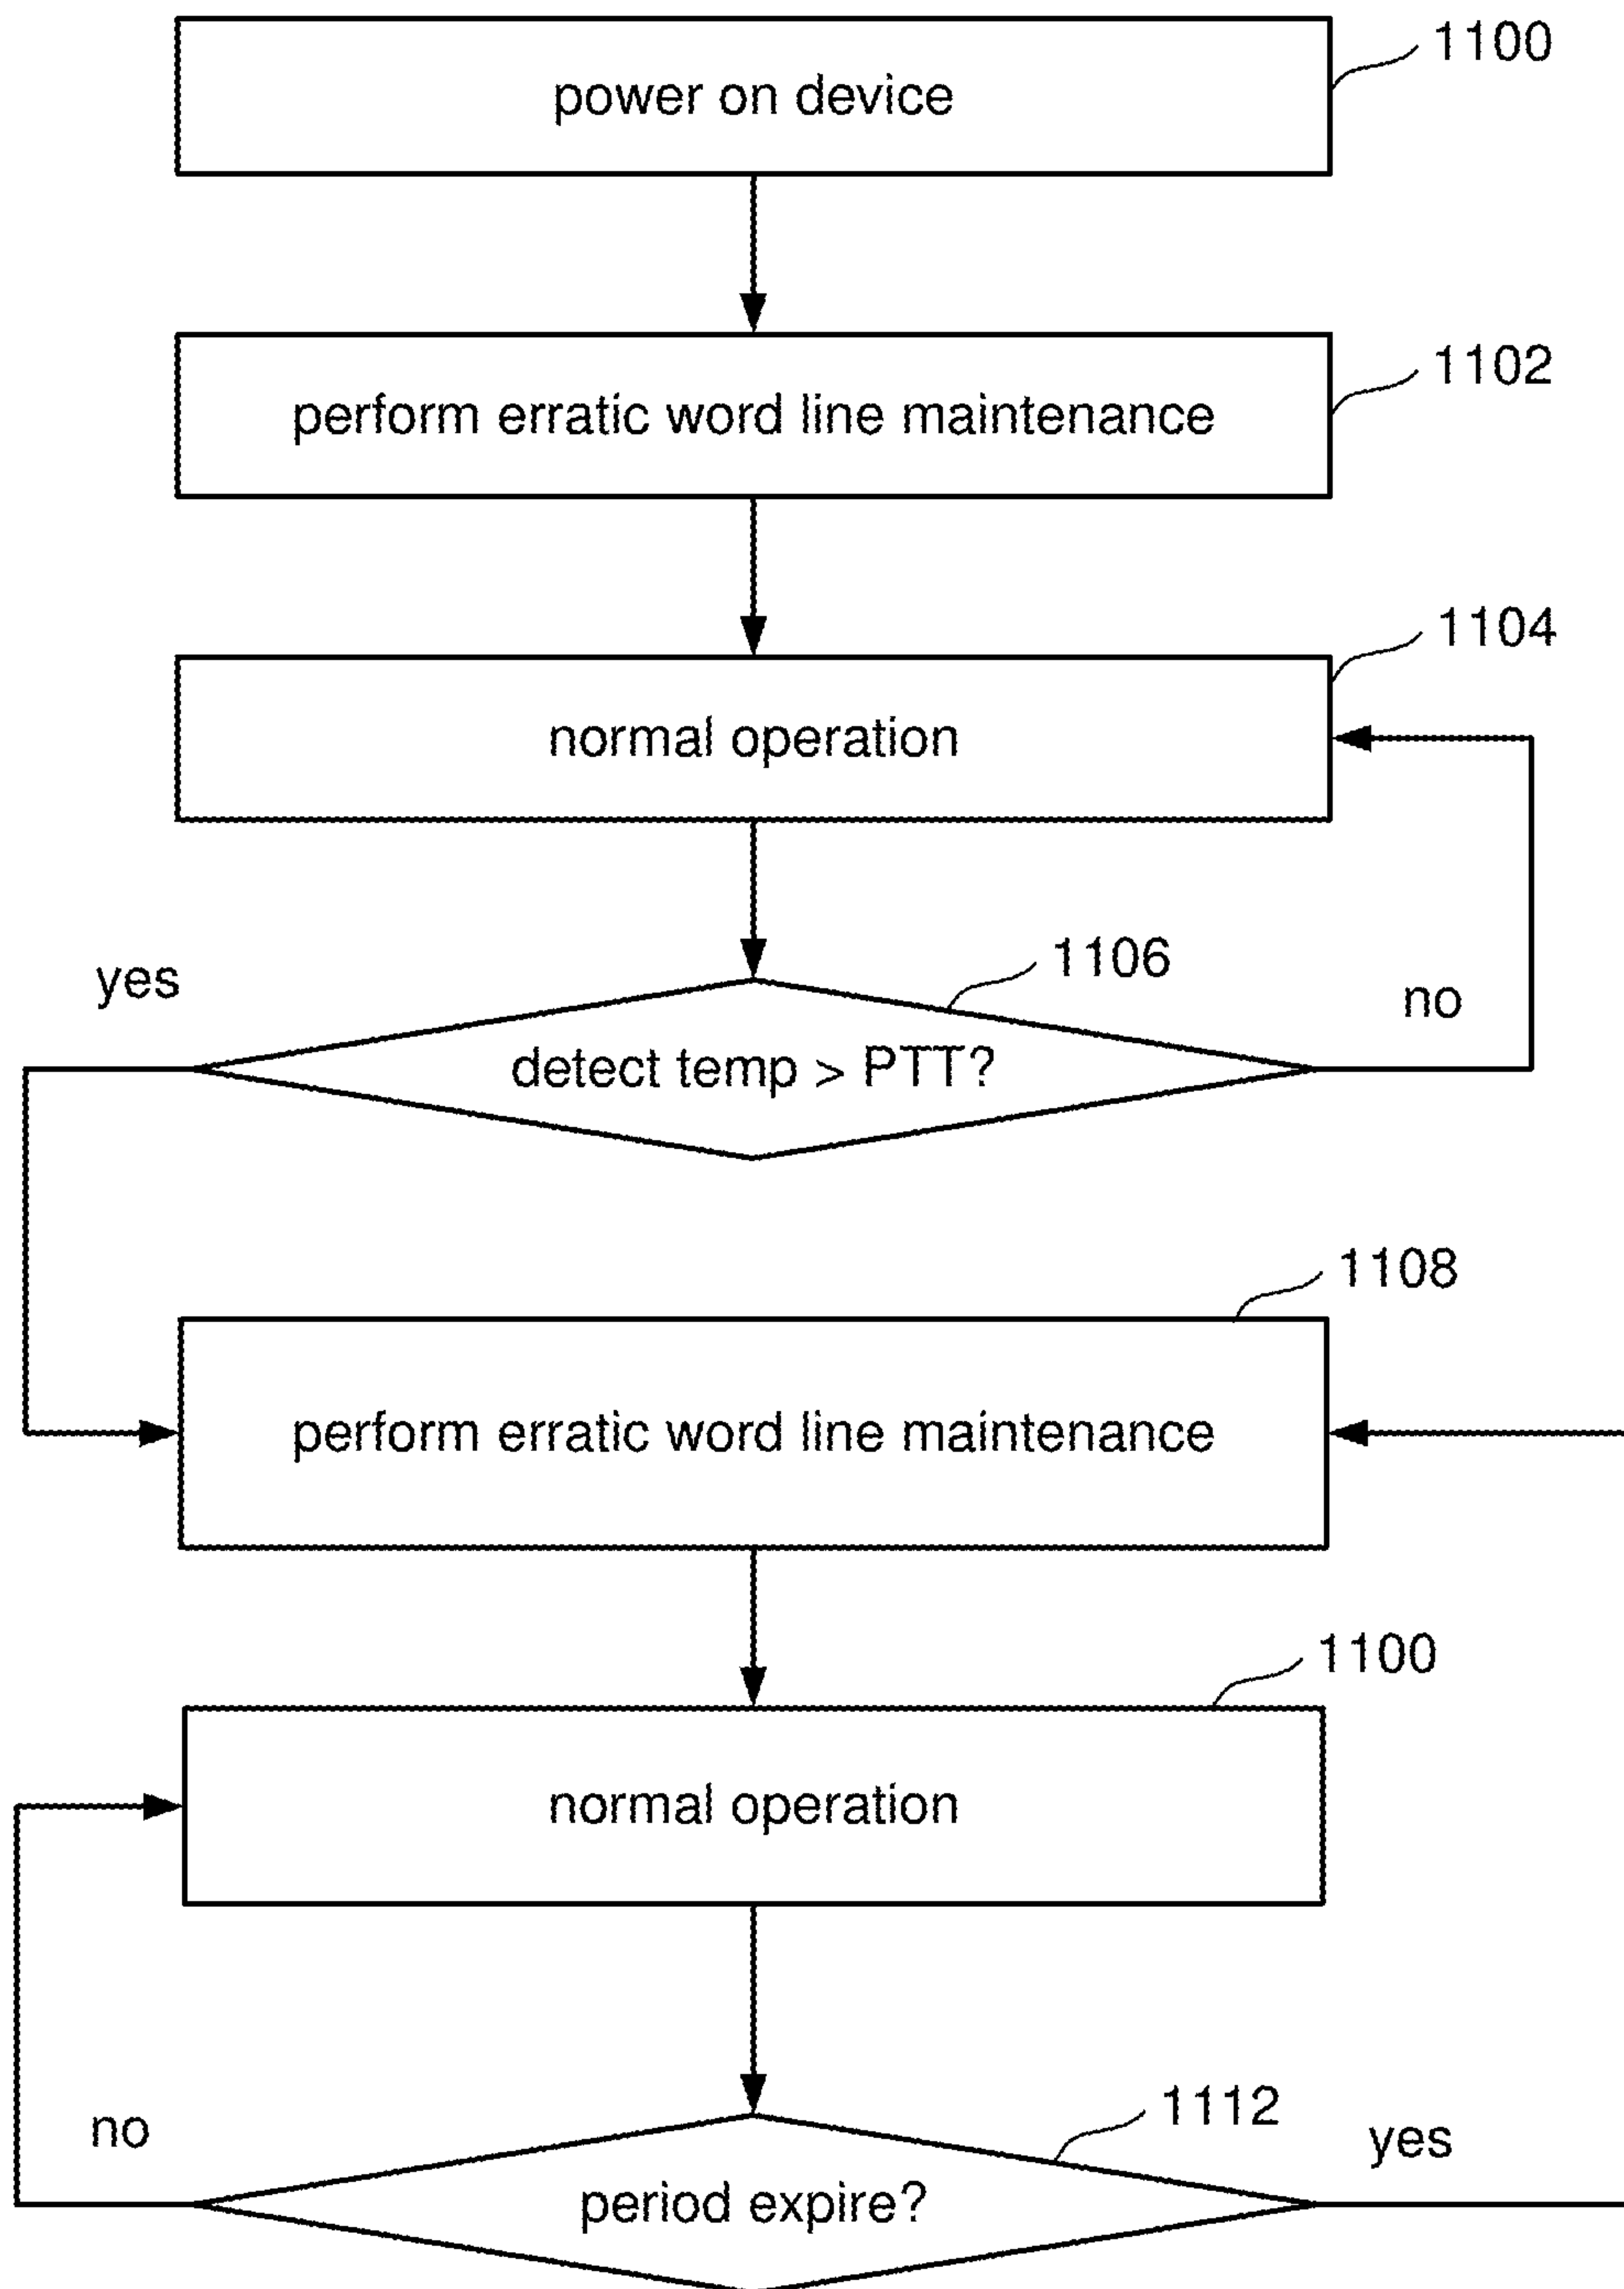 power on device
1100
perform erratic word line maintenance
1102
normal operation
1104
yes
1106
no
detect temp > PTT?
1108
perform erratic word line maintenance
1100
normal operation
no
1112
yes
period expire?